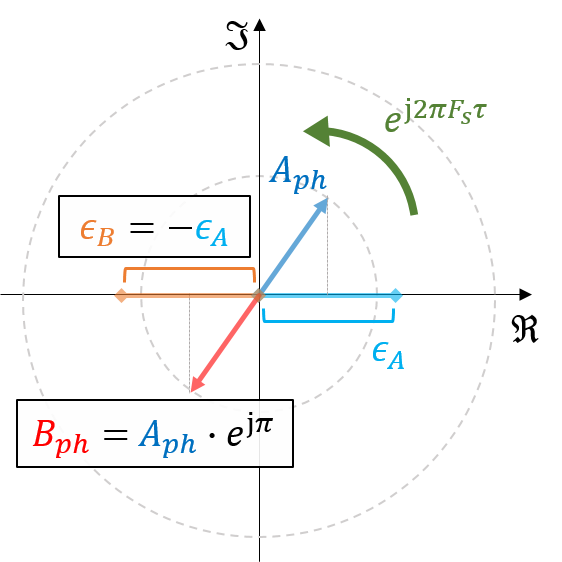 ℑ
e^{j2πF_sτ}
A_{ph}
ϵ_B = −ϵ_A
ℜ
ϵ_A
B_{ph} = A_{ph} · e^{jπ}